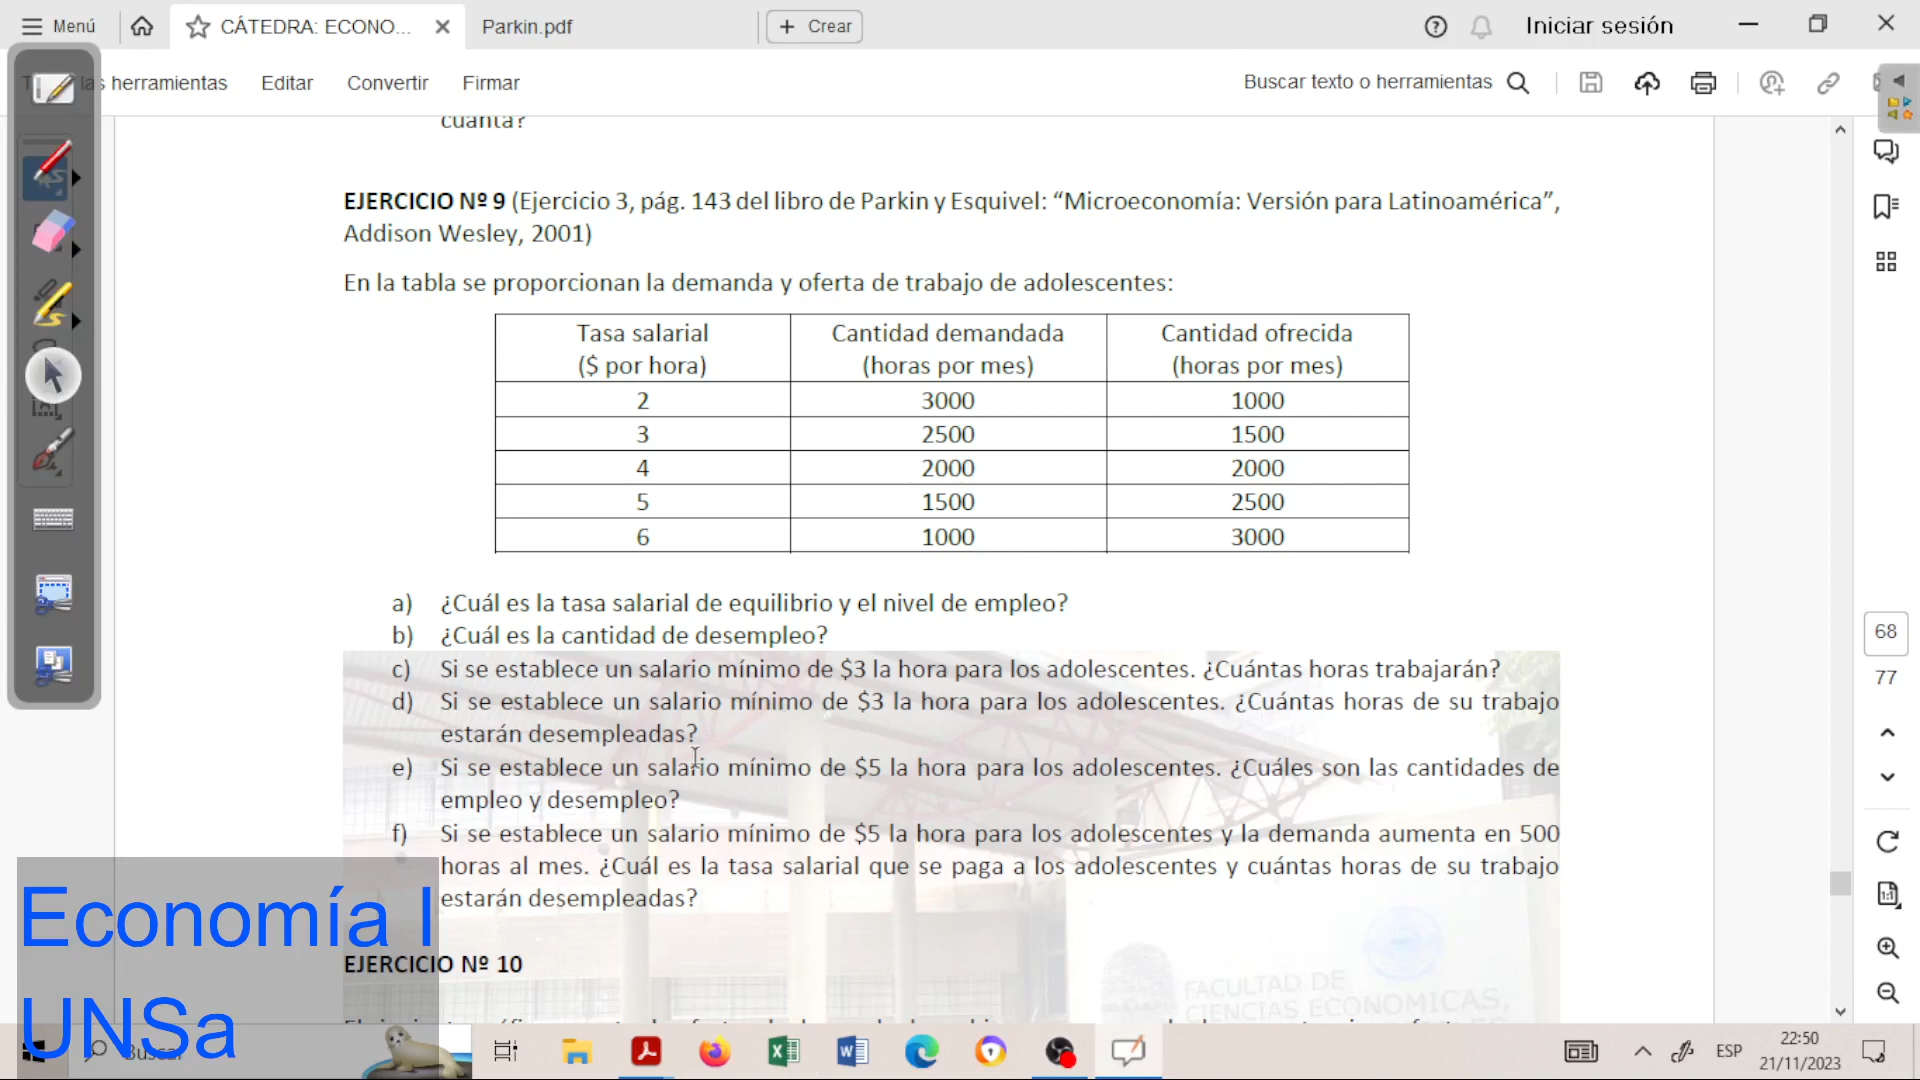 Menú
CÁTEDRA: ECONO...
Parkin.pdf
+ Crear
Iniciar sesión
las herramientas
Editar
Convertir
Firmar
Buscar texto o herramientas
cuánta?
EJERCICIO Nº 9 (Ejercicio 3, pág. 143 del libro de Parkin y Esquivel: “Microeconomía: Versión para Latinoamérica”,
Addison Wesley, 2001)
En la tabla se proporcionan la demanda y oferta de trabajo de adolescentes:
Tasa salarial ($ por hora) Cantidad demandada (horas por mes) Cantidad ofrecida (horas por mes)
2 3000 1000
3 2500 1500
4 2000 2000
5 1500 2500
6 1000 3000
a) ¿Cuál es la tasa salarial de equilibrio y el nivel de empleo?
b) ¿Cuál es la cantidad de desempleo?
c) Si se establece un salario mínimo de $3 la hora para los adolescentes. ¿Cuántas horas trabajarán?
d) Si se establece un salario mínimo de $3 la hora para los adolescentes. ¿Cuántas horas de su trabajo
estarán desempleadas?
e) Si se establece un salario mínimo de $5 la hora para los adolescentes. ¿Cuáles son las cantidades de
empleo y desempleo?
f) Si se establece un salario mínimo de $5 la hora para los adolescentes y la demanda aumenta en 500
horas al mes. ¿Cuál es la tasa salarial que se paga a los adolescentes y cuántas horas de su trabajo
estarán desempleadas?
EJERCICIO Nº 10
FACULTAD DE
CIENCIAS ECONOMICAS,
68
77
Economía I
UNSa
Buscar
ESP
22:50
21/11/2023